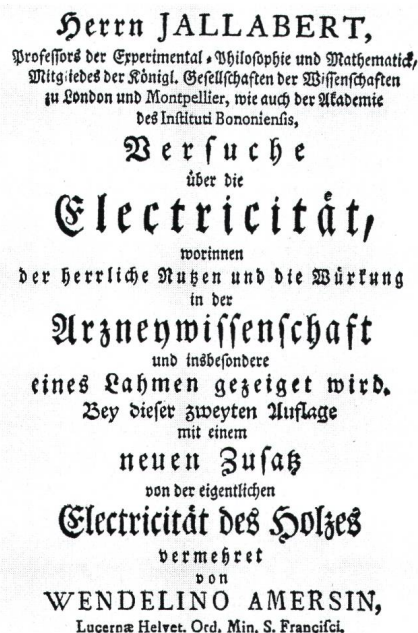 Herrn JALLABERT,
Professors der Experimental-Philosophie und Mathematick,
Mitgliedes der Königl. Gesellschaften der Wissenschaften
zu London und Montpellier, wie auch der Akademie
des Instituti Bononiensis,
Versuche
über die
Electricität,
worinnen
der herrliche Nutzen und die Würkung
in der
Arzneywissenschaft
und insbesondere
eines Lahmen gezeiget wird.
Bey dieser zweyten Auflage
mit einem
neuen Zusatz
von der eigentlichen
Electricität des Holzes
vermehret
von
WENDELINO AMERSIN,
Lucernæ Helvet. Ord. Min. S. Francisci.